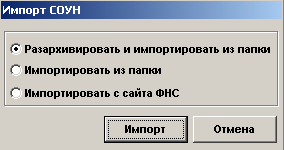 Импорт СОУН
Разархивировать и импортировать из папки
Импортировать из папки
Импортировать с сайта ФНС
Импорт Отмена